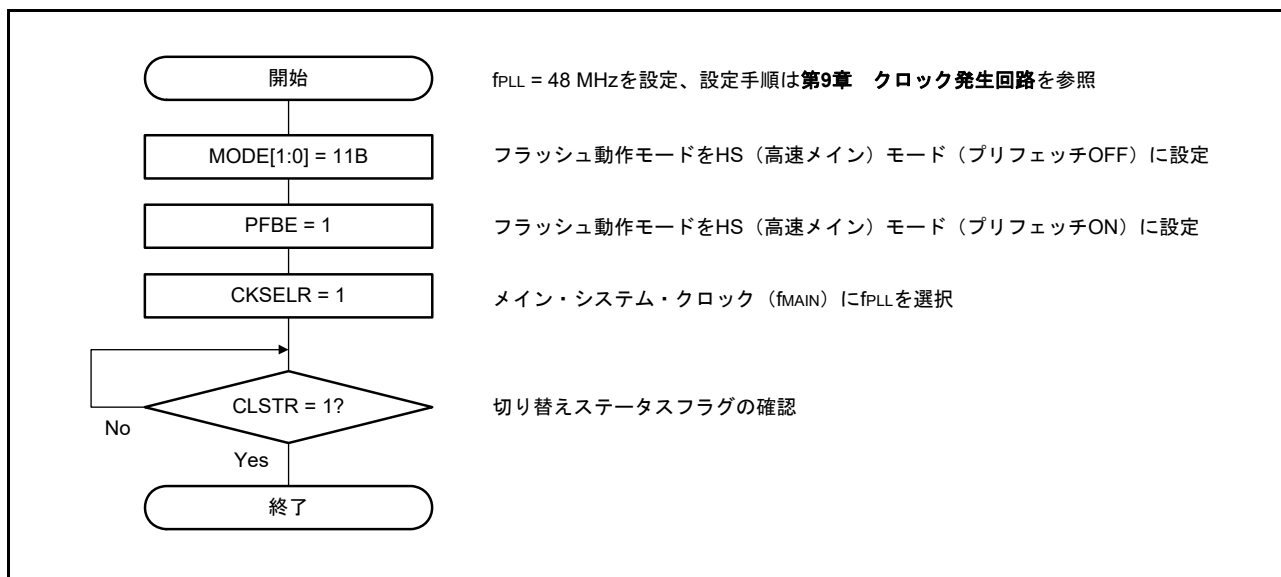 開始
fPLL = 48 MHzを設定、設定手順は第9章　クロック発生回路を参照
MODE[1:0] = 11B
フラッシュ動作モードをHS（高速メイン）モード（プリフェッチOFF）に設定
PFBE = 1
フラッシュ動作モードをHS（高速メイン）モード（プリフェッチON）に設定
CKSELR = 1
メイン・システム・クロック（fMAIN）にfPLLを選択
CLSTR = 1?
切り替えステータスフラグの確認
No
Yes
終了